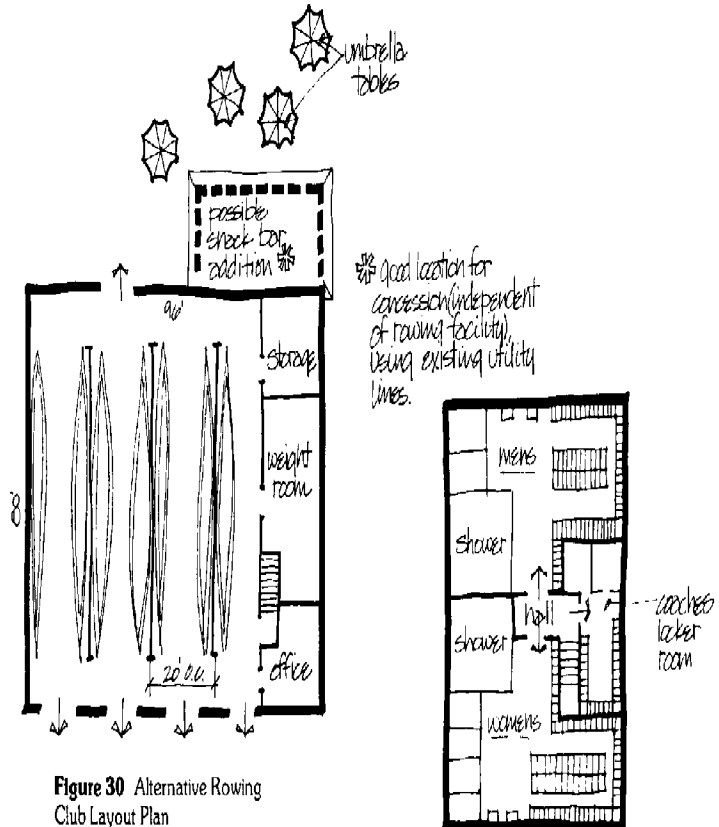 umbrella
tables
possible
snack bar
addition
good location for
concession (independent
of rowing facility),
using existing utility
lines.
96'
storage
weight
room
88'
office
20' O.C.
mens
shower
hall
coaches
locker
room
shower
womens
Figure 30 Alternative Rowing
Club Layout Plan